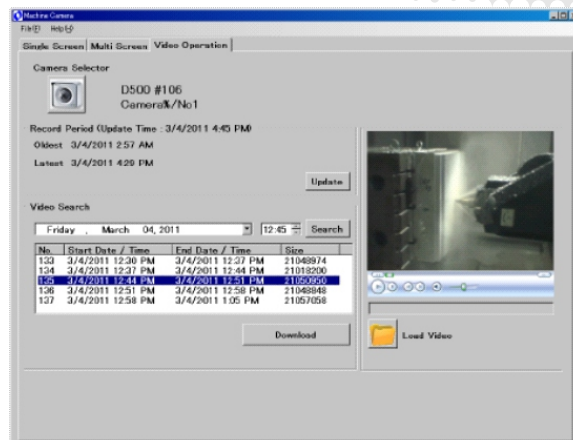 Machine Camera
File(F) Help(H)
Single Screen Multi Screen Video Operation
Camera Selector
D500 #106
Camera%/No1
Record Period (Update Time : 3/4/2011 4:45 PM)
Oldest 3/4/2011 2:57 AM
Latest 3/4/2011 4:29 PM
Update
Video Search
Friday , March 04, 2011 12:45 Search
No. Start Date / Time End Date / Time Size
133 3/4/2011 12:30 PM 3/4/2011 12:37 PM 21048974
134 3/4/2011 12:37 PM 3/4/2011 12:44 PM 21018200
135 3/4/2011 12:44 PM 3/4/2011 12:51 PM 21050950
136 3/4/2011 12:51 PM 3/4/2011 12:58 PM 21048848
137 3/4/2011 12:58 PM 3/4/2011 1:05 PM 21057058
Download
Load Video